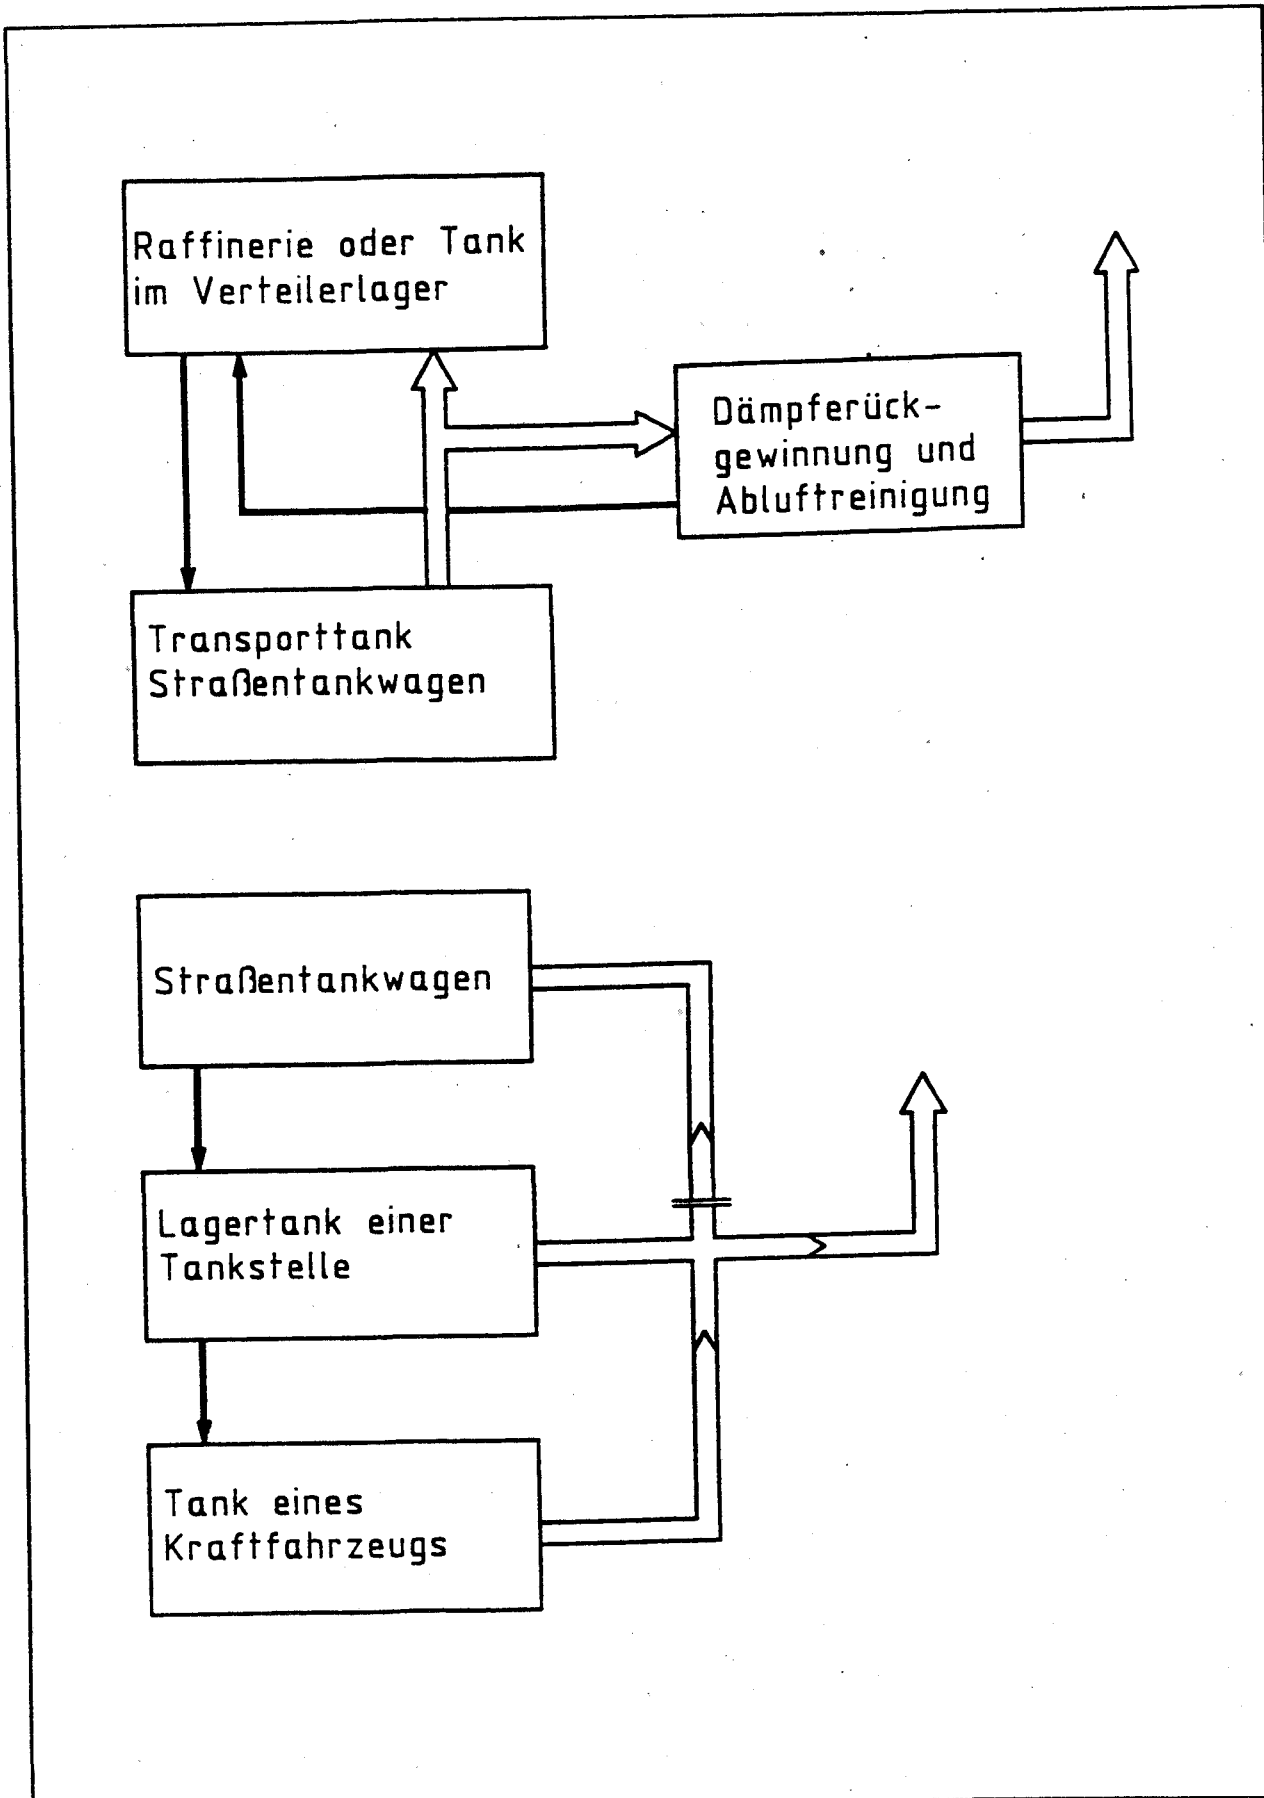 Raffinerie oder Tank
im Verteilerlager
Dämpferück-
gewinnung und
Abluftreinigung
Transporttank
Straßentankwagen
Straßentankwagen
Lagertank einer
Tankstelle
Tank eines
Kraftfahrzeugs